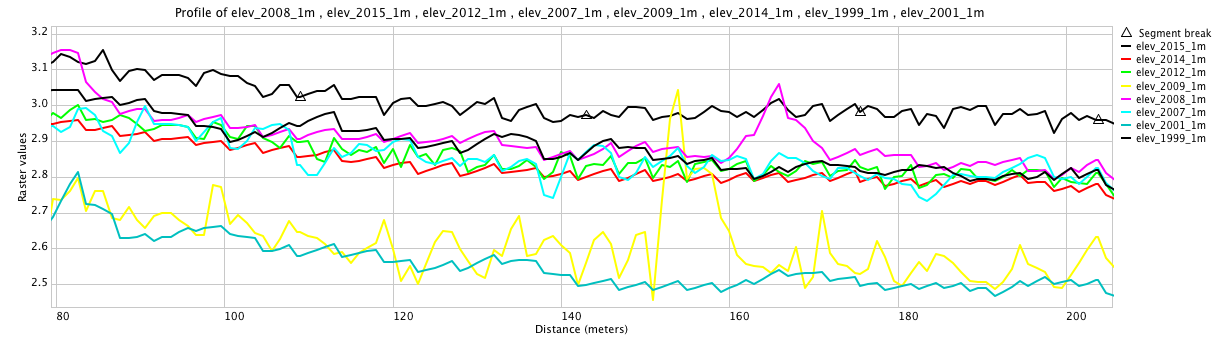 Profile of elev_2008_1m , elev_2015_1m , elev_2012_1m , elev_2007_1m , elev_2009_1m , elev_2014_1m , elev_1999_1m , elev_2001_1m
3.2
3.1
3.0
2.9
2.8
2.7
2.6
2.5
Raster values
80 100 120 140 160 180 200
Distance (meters)
Segment break
elev_2015_1m
elev_2014_1m
elev_2012_1m
elev_2009_1m
elev_2008_1m
elev_2007_1m
elev_2001_1m
elev_1999_1m